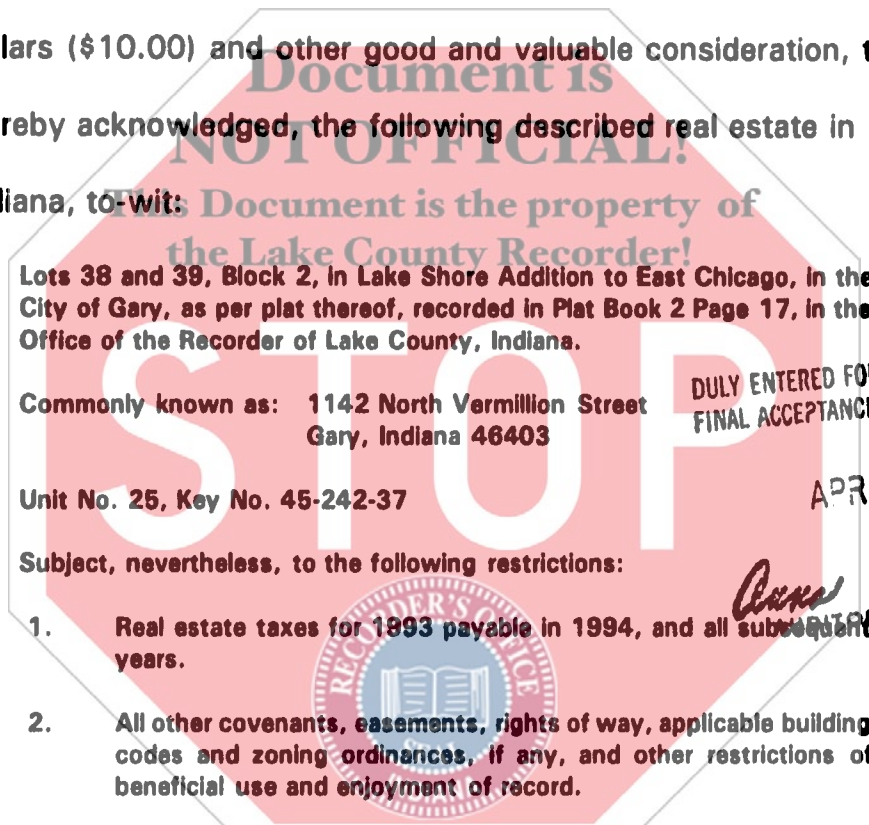 lars ($10.00) and other good and valuable consideration, t
Document is
reby acknowledged, the following described real estate in
NOT OFFICIAL!
liana, to-wit:
This Document is the property of
the Lake County Recorder!
Lots 38 and 39, Block 2, in Lake Shore Addition to East Chicago, in the
City of Gary, as per plat thereof, recorded in Plat Book 2 Page 17, in the
Office of the Recorder of Lake County, Indiana.
STOP
Commonly known as: 1142 North Vermillion Street
Gary, Indiana 46403
DULY ENTERED FO
FINAL ACCEPTANCE
Unit No. 25, Key No. 45-242-37
APR
Subject, nevertheless, to the following restrictions:
1. Real estate taxes for 1993 payable in 1994, and all subsequent
years.
RECORDER'S OFFICE
SEAL
INDIANA
2. All other covenants, easements, rights of way, applicable building
codes and zoning ordinances, if any, and other restrictions of
beneficial use and enjoyment of record.